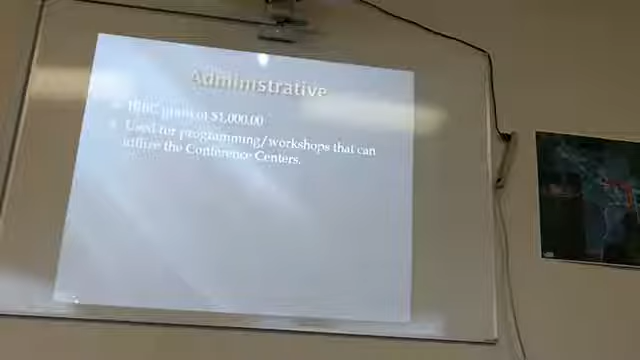 Administrative
grant of $1,000.00
Used for programming/workshops that can
utilize the Conference Centers.